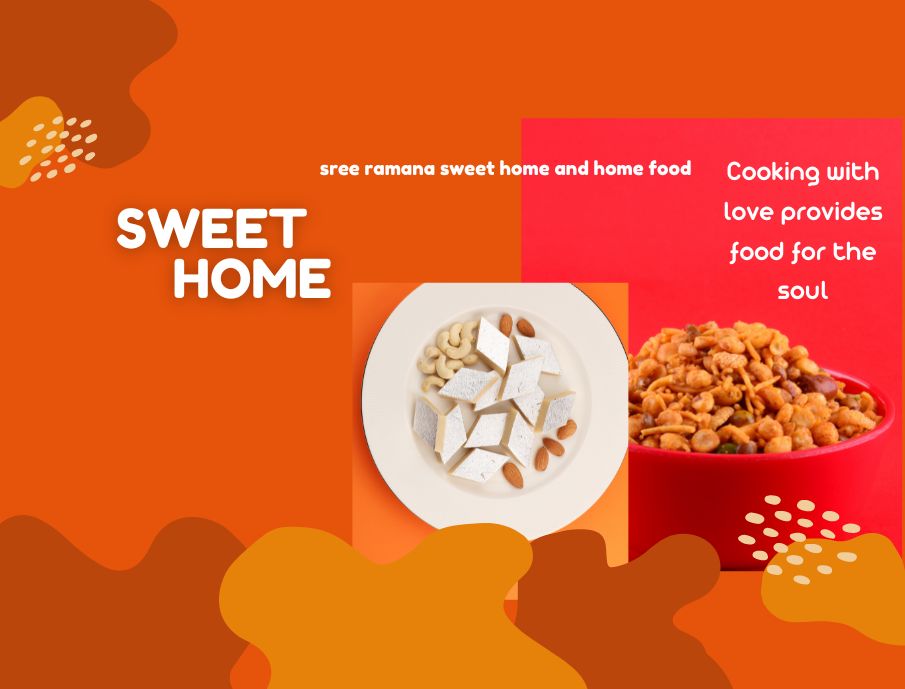 sree ramana sweet home and home food
SWEET
HOME
Cooking with
love provides
food for the
soul